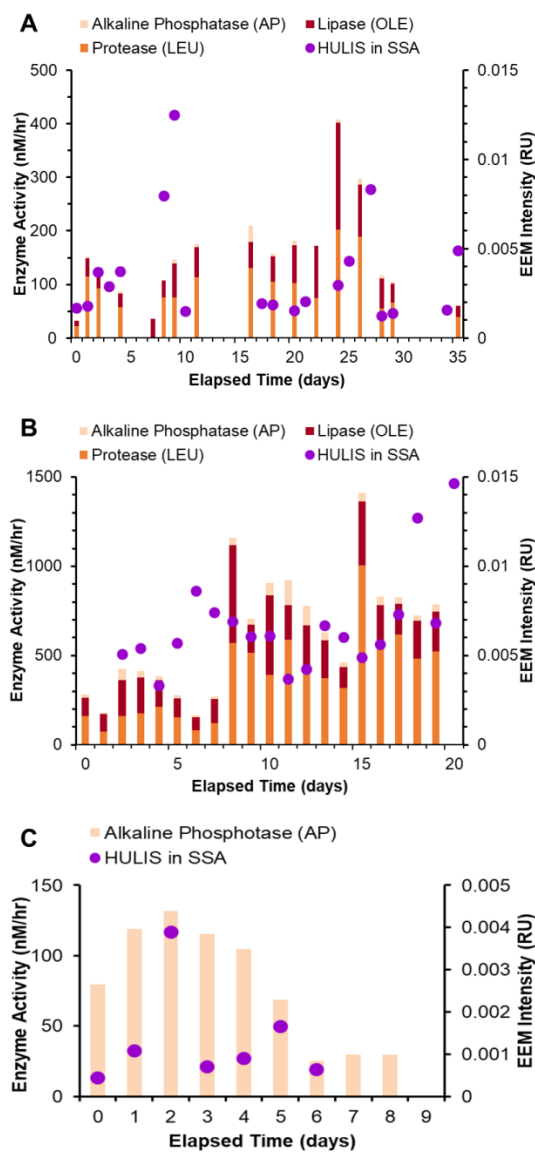 A
Alkaline Phosphatase (AP) Lipase (OLE)
Protease (LEU) HULIS in SSA
500 0.015
400
0.01
300
200
0.005
100
0 0
0 5 10 15 20 25 30 35
Enzyme Activity (nM/hr)
EEM Intensity (RU)
Elapsed Time (days)
B
Alkaline Phosphatase (AP) Lipase (OLE)
Protease (LEU) HULIS in SSA
1500 0.015
1000 0.01
500 0.005
0 0
0 5 10 15 20
Enzyme Activity (nM/hr)
EEM Intensity (RU)
Elapsed Time (days)
C
Alkaline Phosphotase (AP)
HULIS in SSA
150 0.005
0.004
100
0.003
0.002
50
0.001
0 0
0 1 2 3 4 5 6 7 8 9
Enzyme Activity (nM/hr)
EEM Intensity (RU)
Elapsed Time (days)